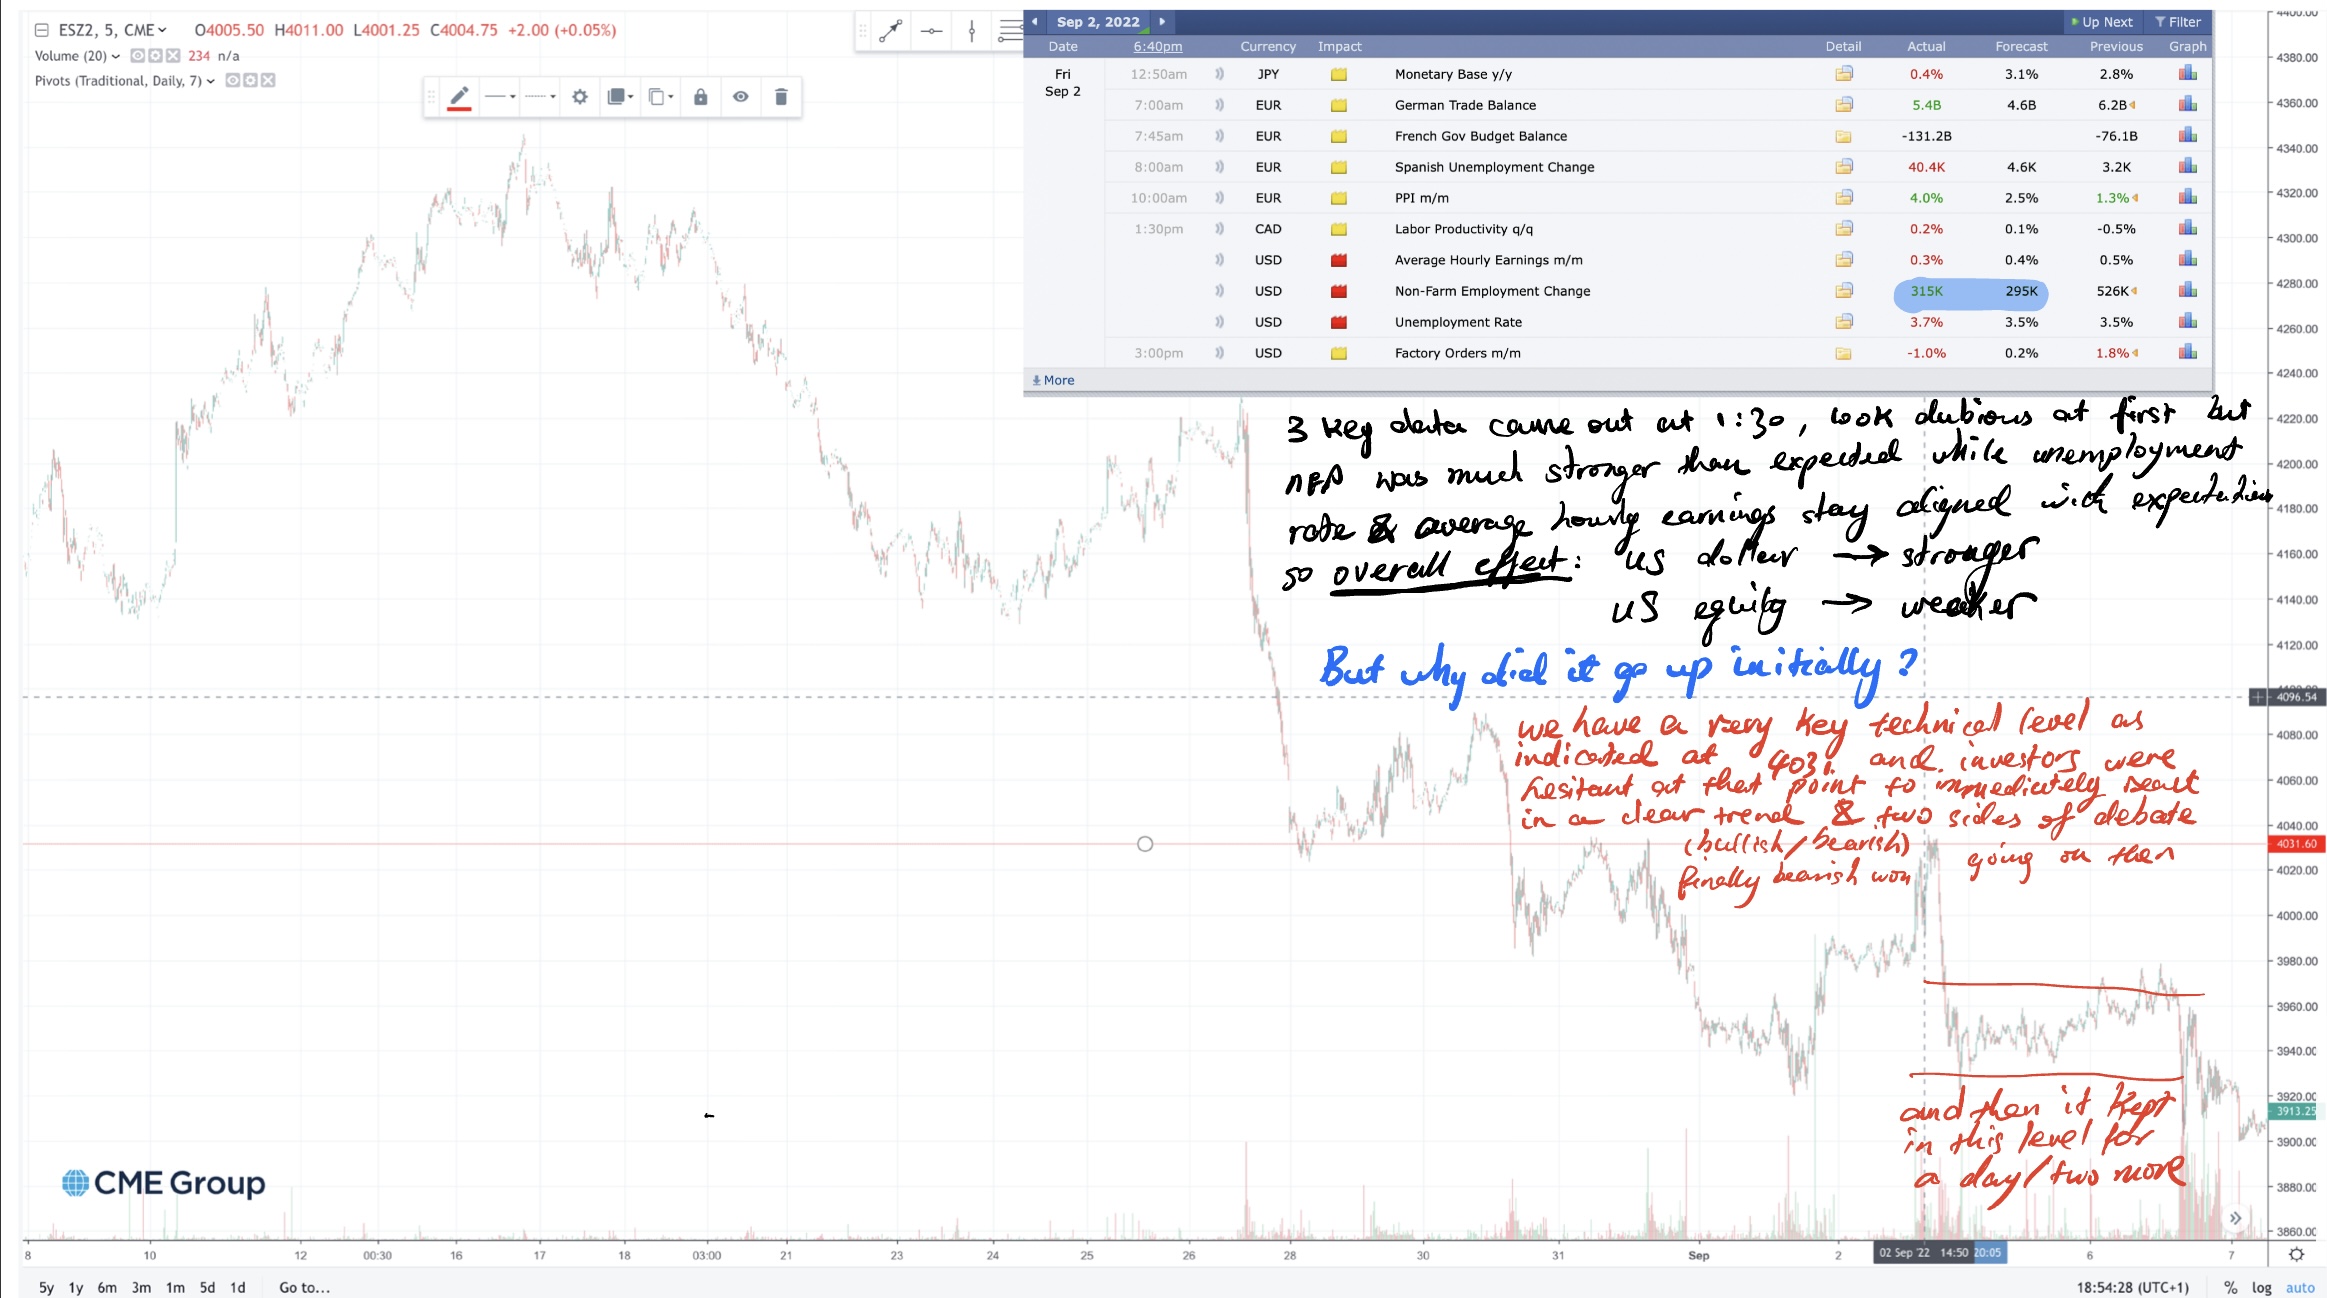 ESZ2, 5, CME O4005.50 H4011.00 L4001.25 C4004.75 +2.00 (+0.05%)
Volume (20) 234 n/a
Pivots (Traditional, Daily, 7)
Sep 2, 2022 Up Next Filter
Date 6:40pm Currency Impact Detail Actual Forecast Previous Graph
Fri Sep 2 12:50am JPY Monetary Base y/y 0.4% 3.1% 2.8%
7:00am EUR German Trade Balance 5.4B 4.6B 6.2B
7:45am EUR French Gov Budget Balance -131.2B -76.1B
8:00am EUR Spanish Unemployment Change 40.4K 4.6K 3.2K
10:00am EUR PPI m/m 4.0% 2.5% 1.3%
1:30pm CAD Labor Productivity q/q 0.2% 0.1% -0.5%
USD Average Hourly Earnings m/m 0.3% 0.4% 0.5%
USD Non-Farm Employment Change 315K 295K 526K
USD Unemployment Rate 3.7% 3.5% 3.5%
3:00pm USD Factory Orders m/m -1.0% 0.2% 1.8%
More
3 key data came out at 1:30, look dubious at first but
NFP was much stronger than expected while unemployment
rate & average hourly earnings stay aligned with expectation
so overall effect: US dollar → stronger
US equity → weaker
But why did it go up initially?
we have a very key technical level as
indicated at 4031 and investors were
hesitant at that point to immediately react
in a clear trend & two sides of debate
(bullish/bearish) going on then
finally bearish won
and then it kept
in this level for
a day/two more
4400.00
4380.00
4360.00
4340.00
4320.00
4300.00
4280.00
4260.00
4240.00
4220.00
4200.00
4180.00
4160.00
4140.00
4120.00
4096.54
4080.00
4060.00
4040.00
4031.60
4020.00
4000.00
3980.00
3960.00
3940.00
3920.00
3913.25
3900.00
3880.00
3860.00
CME Group
8 10 12 00:30 16 17 18 03:00 21 23 24 25 26 28 30 31 Sep 2 02 Sep '22 14:50 20:05 6 7
5y 1y 6m 3m 1m 5d 1d Go to... 18:54:28 (UTC+1) % log auto